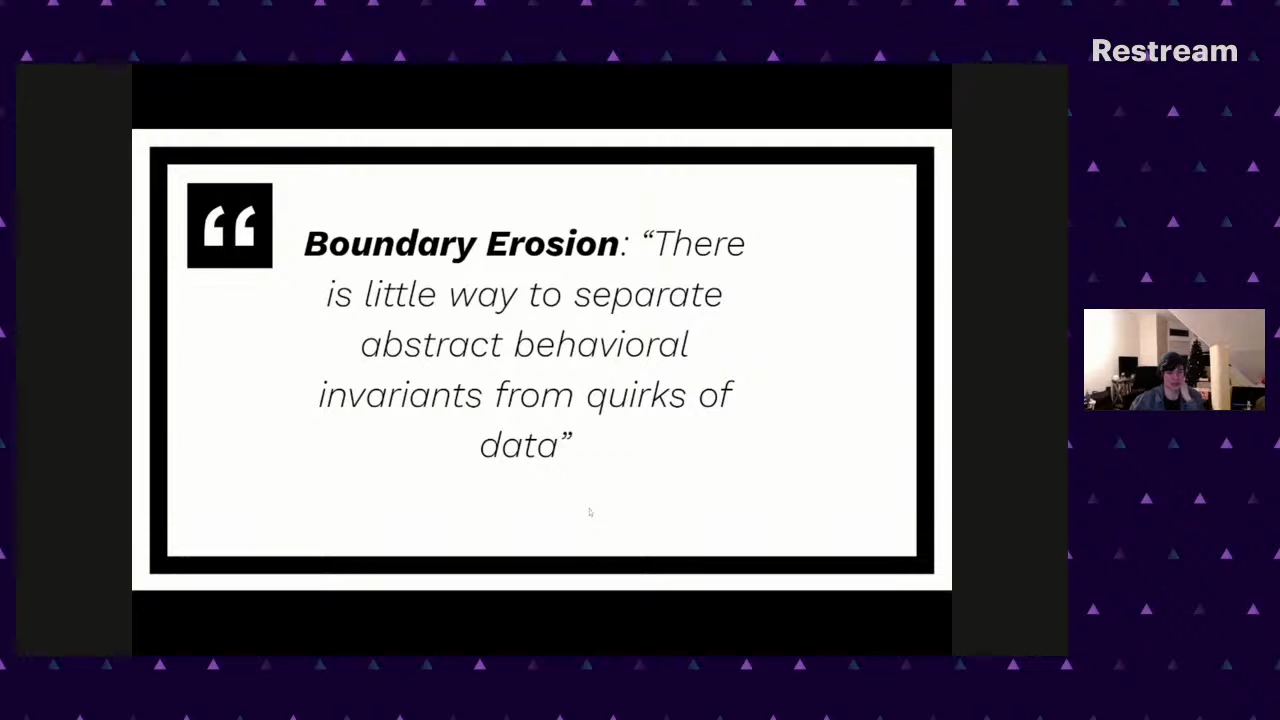 Restream
“
Boundary Erosion: “There
is little way to separate
abstract behavioral
invariants from quirks of
data”